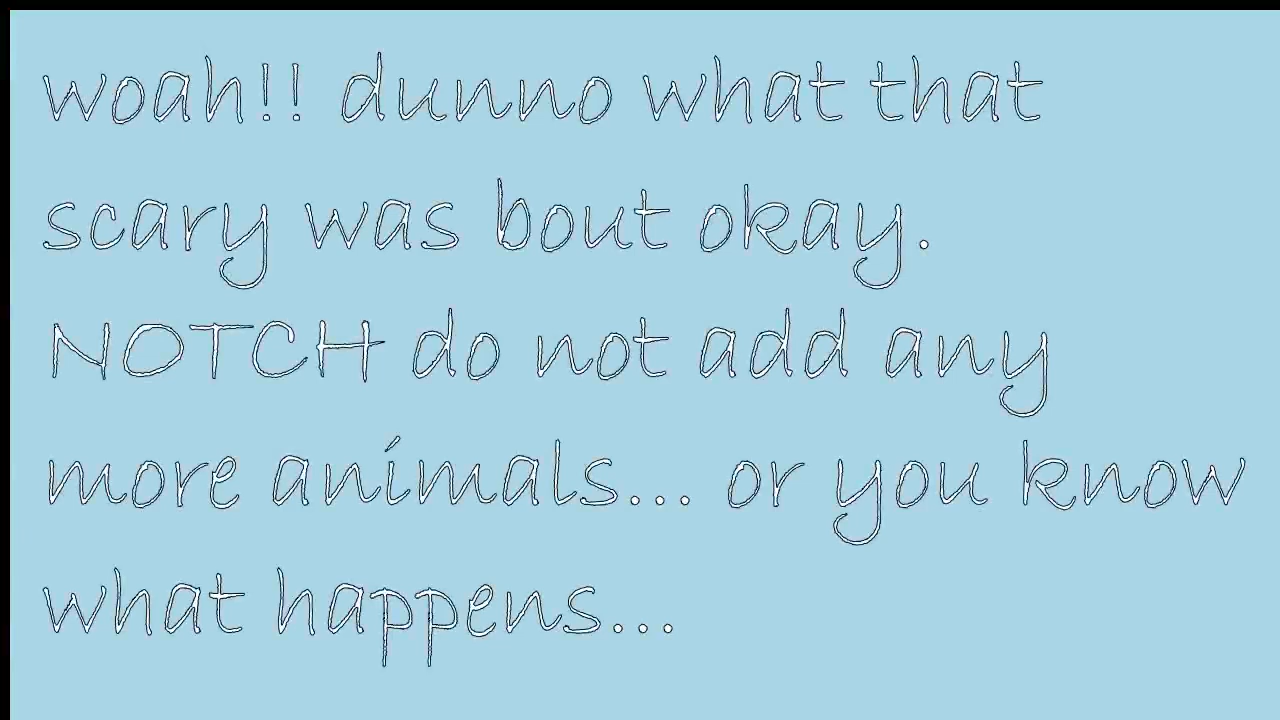 woah!! dunno what that
scary was bout okay.
NOTCH do not add any
more animals... or you know
what happens...